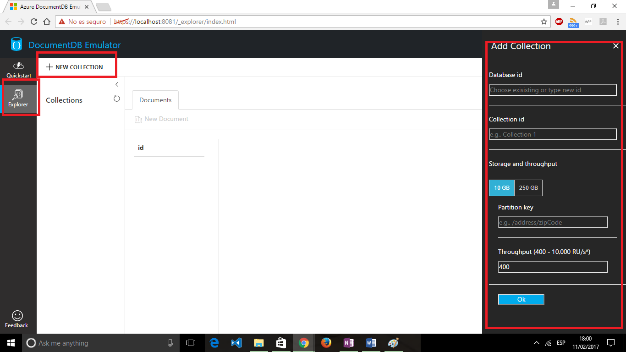 Azure DocumentDB Emul
No es seguro
https://localhost:8081/_explorer/index.html
DocumentDB Emulator
Quickstart
Explorer
Feedback
NEW COLLECTION
Collections
Documents
New Document
id
Add Collection
Database id
Choose existing or type new id
Collection id
e.g., Collection 1
Storage and throughput
10 GB 250 GB
Partition key
e.g., /address/zipCode
Throughput (400 - 10,000 RU/s*)
400
Ok
Ask me anything
ESP
18:00
11/02/2017